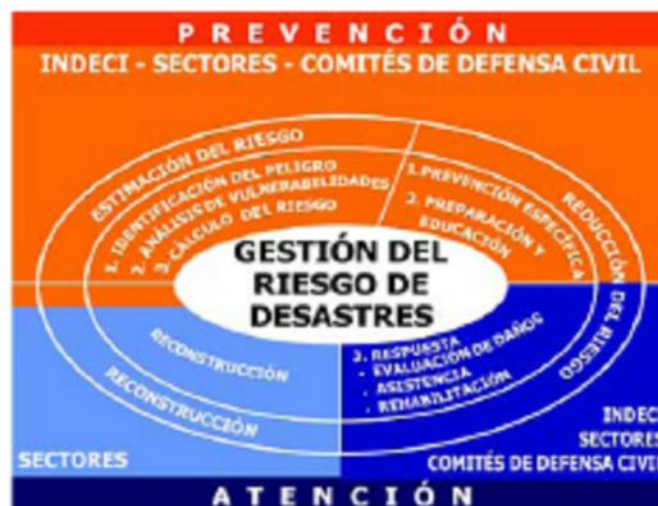 PREVENCIÓN
INDECI - SECTORES - COMITÉS DE DEFENSA CIVIL
ESTIMACIÓN DEL RIESGO
1. IDENTIFICACIÓN DEL PELIGRO
2. ANÁLISIS DE VULNERABILIDADES
3. CÁLCULO DEL RIESGO
1. PREVENCIÓN ESPECÍFICA
2. PREPARACIÓN Y
EDUCACIÓN
REDUCCIÓN DEL RIESGO
GESTIÓN DEL
RIESGO DE
DESASTRES
3. RESPUESTA
- EVALUACIÓN DE DAÑOS
. ASISTENCIA
. REHABILITACIÓN
RECONSTRUCCIÓN
RECONSTRUCCIÓN
SECTORES
INDECI
SECTORES
COMITÉS DE DEFENSA CIVIL
ATENCIÓN